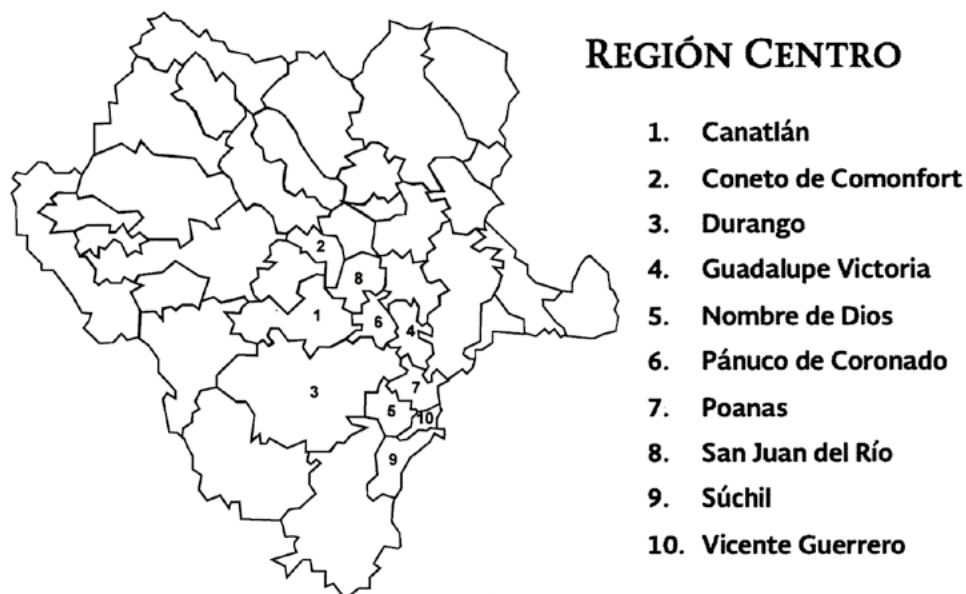 REGIÓN CENTRO
1. Canatlán
2. Coneto de Comonfort
3. Durango
4. Guadalupe Victoria
5. Nombre de Dios
6. Pánuco de Coronado
7. Poanas
8. San Juan del Río
9. Súchil
10. Vicente Guerrero
2
8
1
6
4
3
7
5
10
9